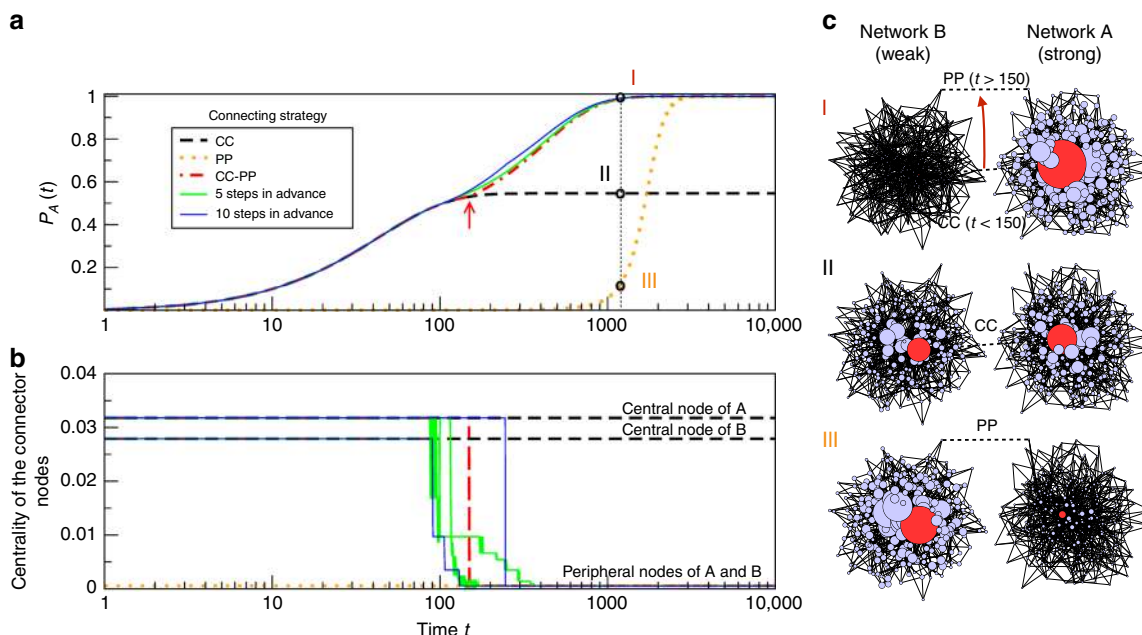 a
I
1
0.8
0.6
0.4
0.2
P_A (t)
Connecting strategy
CC
PP
CC-PP
5 steps in advance
10 steps in advance
II
III
1
10
100
1000
10,000
b
0.04
0.03
0.02
0.01
0
Centrality of the connector
nodes
Central node of A
Central node of B
Peripheral nodes of A and B
1
10
100
1000
10,000
Time t
c
Network B
(weak)
Network A
(strong)
I
PP (t > 150)
CC (t < 150)
II
CC
III
PP